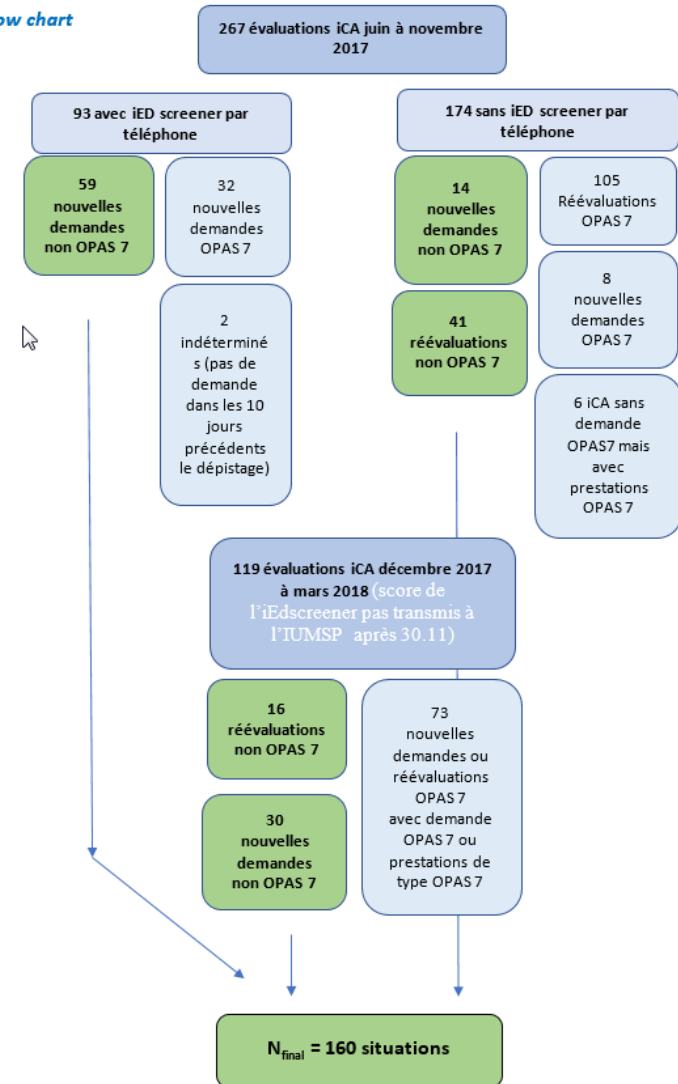 ow chart
267 évaluations iCA juin à novembre
2017
93 avec iED screener par
téléphone
174 sans iED screener par
téléphone
59
nouvelles
demandes
non OPAS 7
32
nouvelles
demandes
OPAS 7
2
indéterminé
s (pas de
demande
dans les 10
jours
précédents
le dépistage)
14
nouvelles
demandes
non OPAS 7
41
réévaluations
non OPAS 7
105
Réévaluations
OPAS 7
8
nouvelles
demandes
OPAS 7
6 iCA sans
demande
OPAS7 mais
avec
prestations
OPAS 7
119 évaluations iCA décembre 2017
à mars 2018 (score de
l'iEdscreener pas transmis à
l'IUMSP après 30.11)
16
réévaluations
non OPAS 7
30
nouvelles
demandes
non OPAS 7
73
nouvelles
demandes ou
réévaluations
OPAS 7
avec demande
OPAS 7 ou
prestations de
type OPAS 7
Nfinal = 160 situations